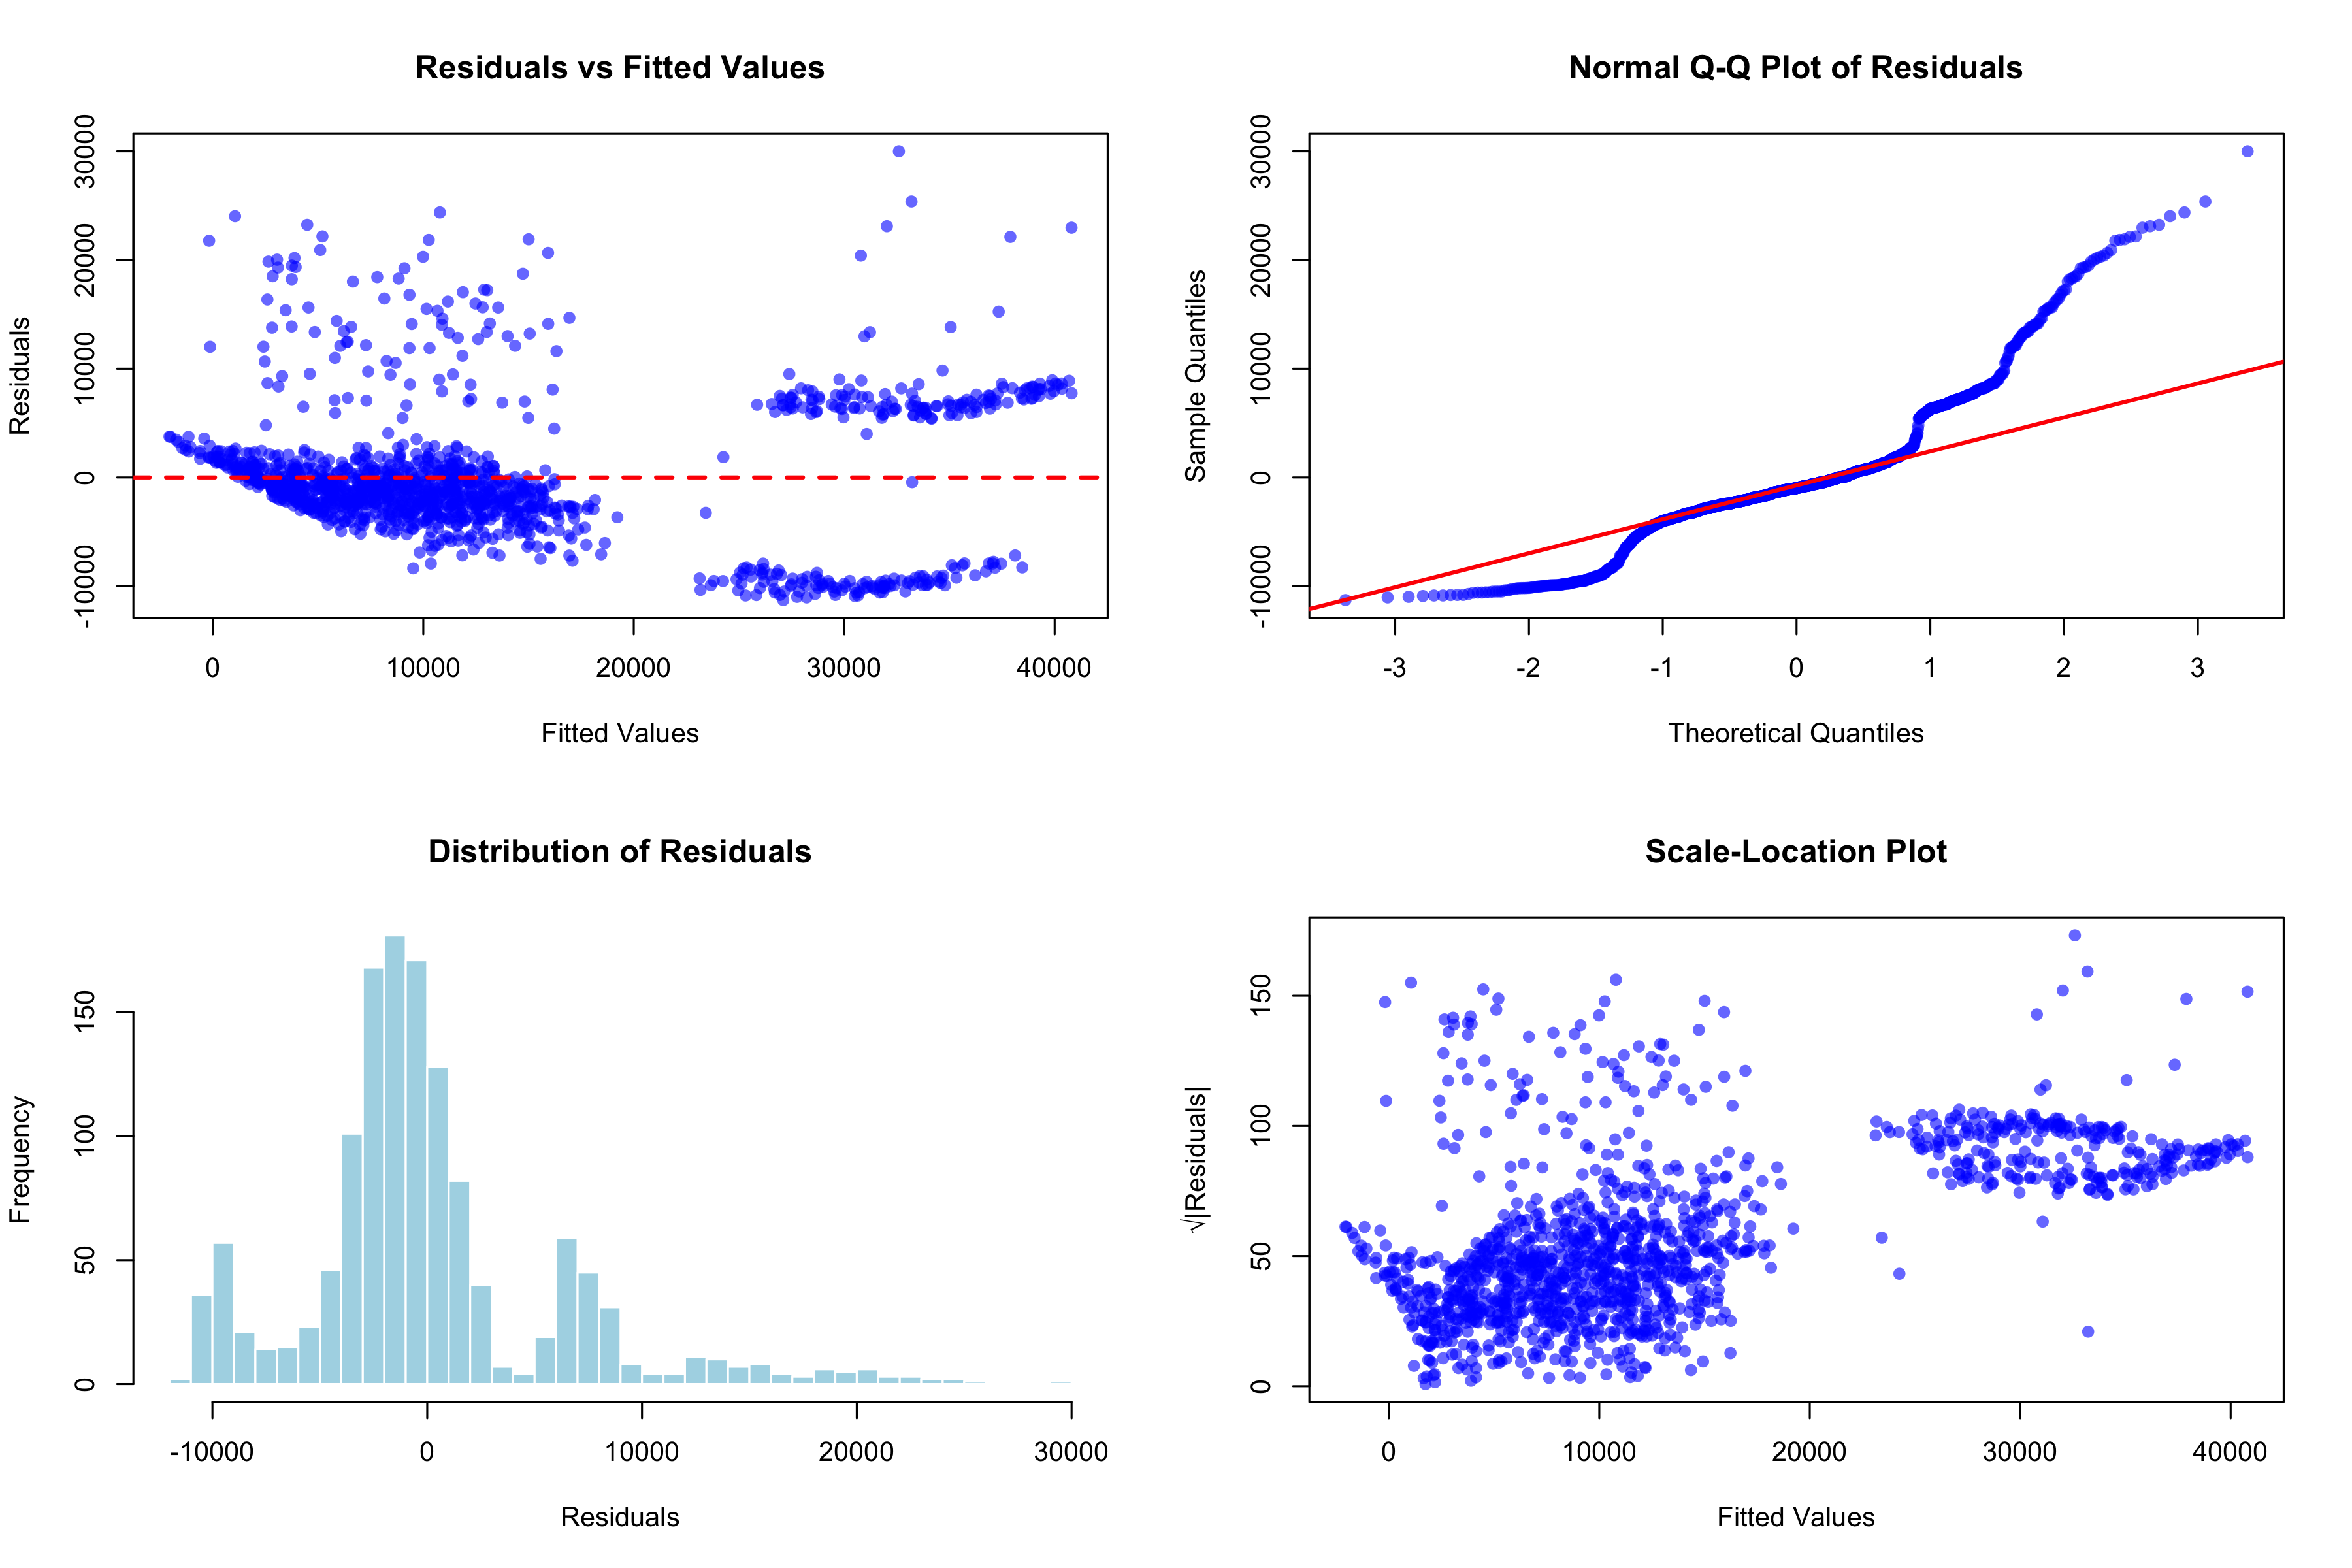 Residuals vs Fitted Values
Residuals
-10000 0 10000 20000 30000
0 10000 20000 30000 40000
Fitted Values
Normal Q-Q Plot of Residuals
Sample Quantiles
-10000 0 10000 20000 30000
-3 -2 -1 0 1 2 3
Theoretical Quantiles
Distribution of Residuals
Frequency
0 50 100 150
-10000 0 10000 20000 30000
Residuals
Scale-Location Plot
√|Residuals|
0 50 100 150
0 10000 20000 30000 40000
Fitted Values